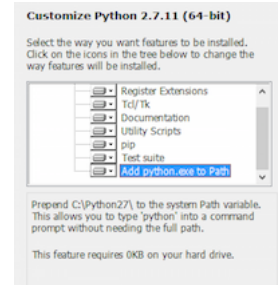 Customize Python 2.7.11 (64-bit)
Select the way you want features to be installed.
Click on the icons in the tree below to change the
way features will be installed.
Register Extensions
Tcl/Tk
Documentation
Utility Scripts
pip
Test suite
Add python.exe to Path
Prepend C:\Python27\ to the system Path variable.
This allows you to type 'python' into a command
prompt without needing the full path.
This feature requires 0KB on your hard drive.